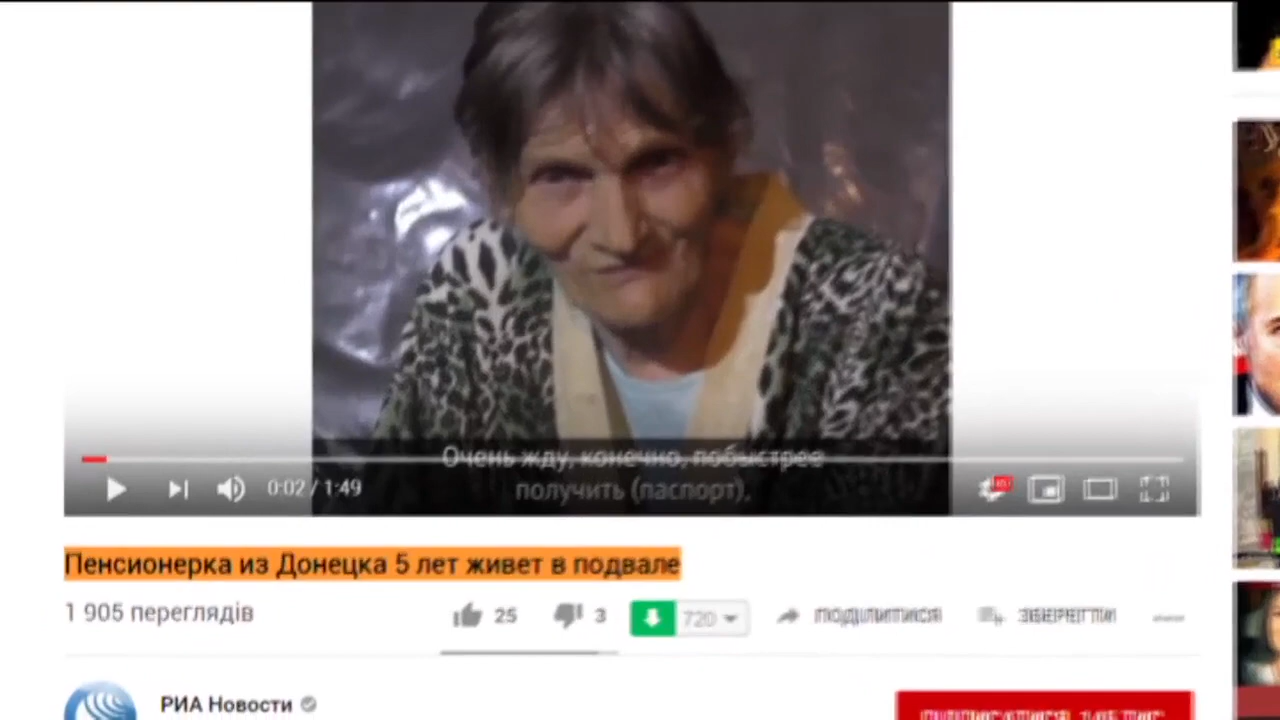 Очень жду, конечно, побыстрее
получить (паспорт).
0:02 / 1:49
Пенсионерка из Донецка 5 лет живет в подвале
1 905 переглядів
25
3
720
ПОДІЛИТИСЯ
ЗБЕРЕГТИ
РИА Новости